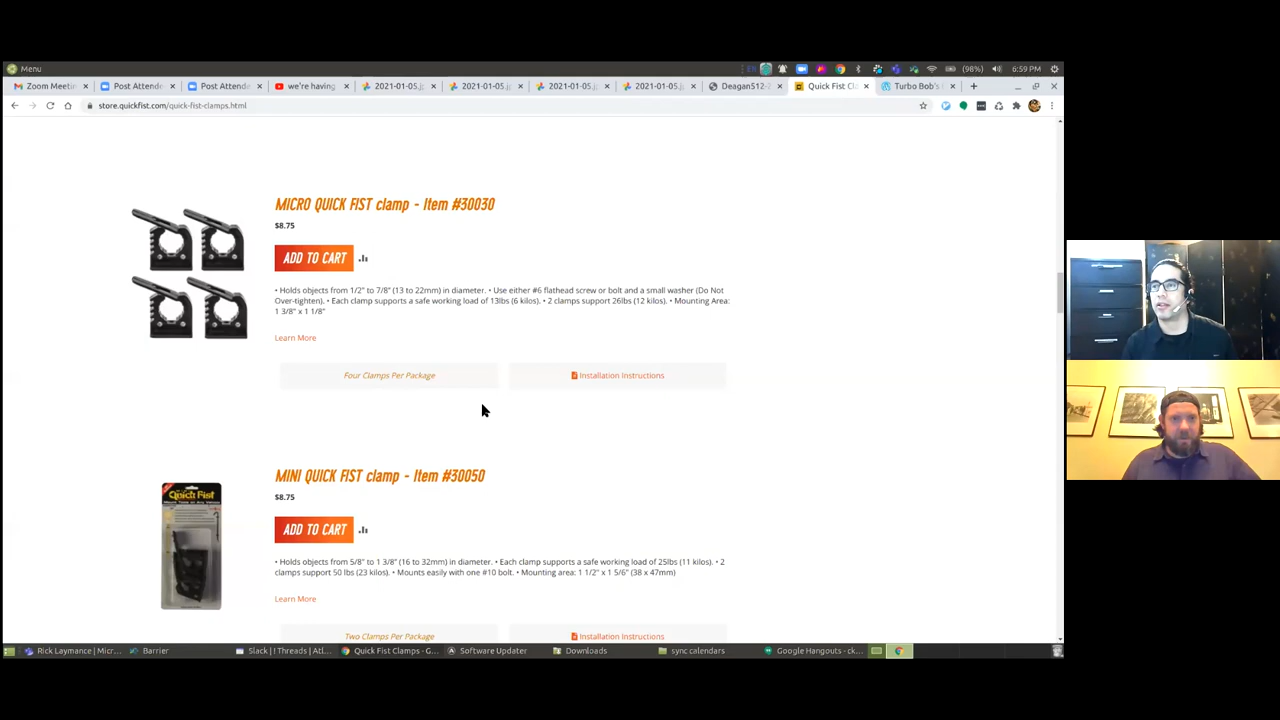 Menu
EN
(98%)
6:59 PM
Zoom Meetin
Post Attende
Post Attende
we're having
2021-01-05.j
2021-01-05.
2021-01-05.
2021-01-05.
Deagan512-
Quick Fist Cl
Turbo Bob's
store.quickfist.com/quick-fist-clamps.html
MICRO QUICK FIST clamp - Item #30030
$8.75
ADD TO CART
• Holds objects from 1/2" to 7/8" (13 to 22mm) in diameter. • Use either #6 flathead screw or bolt and a small washer (Do Not
Over-tighten). • Each clamp supports a safe working load of 13lbs (6 kilos). • 2 clamps support 26lbs (12 kilos). • Mounting Area:
1 3/8" x 1 1/8"
Learn More
Four Clamps Per Package
Installation Instructions
MINI QUICK FIST clamp - Item #30050
$8.75
Quick Fist
ADD TO CART
• Holds objects from 5/8" to 1 3/8" (16 to 32mm) in diameter. • Each clamp supports a safe working load of 25lbs (11 kilos). • 2
clamps support 50 lbs (23 kilos). • Mounts easily with one #10 bolt. • Mounting area: 1 1/2" x 1 5/6" (38 x 47mm)
Learn More
Two Clamps Per Package
Installation Instructions
Rick Laymance | Micr...
Barrier
Slack | ! Threads | Atl...
Quick Fist Clamps - G...
Software Updater
Downloads
sync calendars
Google Hangouts - ck...